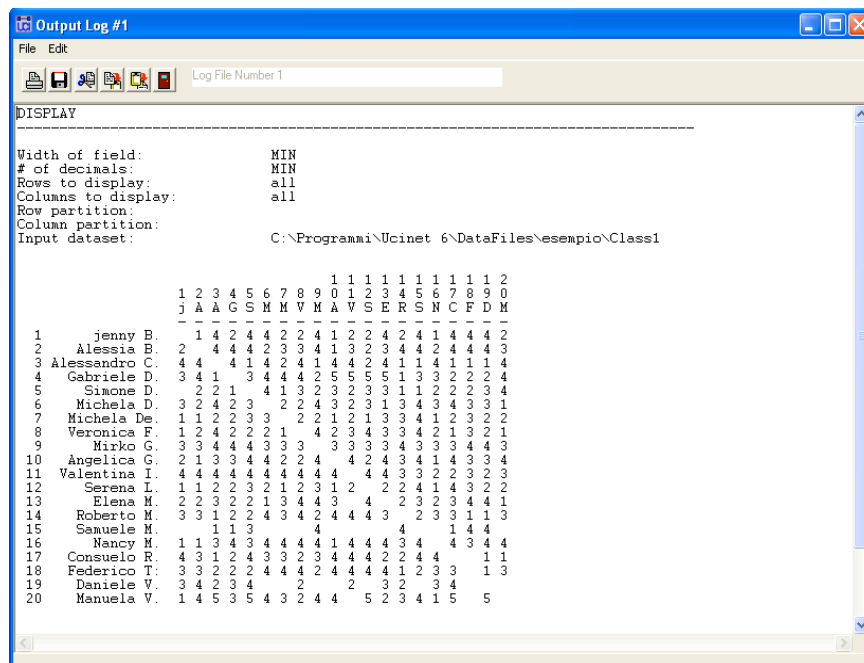 Output Log #1
File Edit
Log File Number 1
DISPLAY
--------------------------------------------------------------------------------
Width of field: MIN
# of decimals: MIN
Rows to display: all
Columns to display: all
Row partition:
Column partition:
Input dataset: C:\Programmi\Ucinet 6\DataFiles\esempio\Class1
                    1 1 1 1 1 1 1 1 1 1 2
  1 2 3 4 5 6 7 8 9 0 1 2 3 4 5 6 7 8 9 0
  j A A G S M M V M A V S E R S N C F D M
  - - - - - - - - - - - - - - - - - - - -
1 jenny B.   1 4 2 4 4 2 2 4 1 2 2 4 2 4 1 4 4 4 2
2 Alessia B. 2   4 4 4 2 3 3 4 1 3 2 3 4 4 2 4 4 4 3
3 Alessandro C. 4 4   4 1 4 2 4 1 4 4 2 4 1 1 4 1 1 1 4
4 Gabriele D. 3 4 1   3 4 4 4 2 5 5 5 5 1 3 3 2 2 2 4
5 Simone D.   2 2 1   4 1 3 2 3 2 3 3 1 1 2 2 2 3 4
6 Michela D. 3 2 4 2 3   2 2 4 3 2 3 1 3 4 3 4 3 3 1
7 Michela De. 1 1 2 2 3 3   2 2 1 2 1 3 3 4 1 2 3 2 2
8 Veronica F. 1 2 4 2 2 2 1   4 2 3 4 3 3 4 2 1 3 2 1
9 Mirko G. 3 3 4 4 4 3 3 3   3 3 3 3 4 3 3 3 4 4 3
10 Angelica G. 2 1 3 3 4 4 2 2 4   4 2 4 3 4 1 4 3 3 4
11 Valentina I. 4 4 4 4 4 4 4 4 4 4   4 4 3 3 2 2 3 2 3
12 Serena L. 1 1 2 2 3 2 1 2 3 1 2   2 2 4 1 4 3 2 2
13 Elena M. 2 2 3 2 2 1 3 4 4 3   4   2 3 2 3 4 4 1
14 Roberto M. 3 3 1 2 2 4 3 4 2 4 4 4 3   2 3 3 1 1 3
15 Samuele M. 1 1 3 4 4 1 4 4
16 Nancy M. 1 1 3 4 3 4 4 4 4 1 4 4 4 3 4   4 3 4 4
17 Consuelo R. 4 3 1 2 4 3 3 2 3 4 4 4 2 2 4 4     1 1
18 Federico T: 3 3 2 2 2 4 4 4 2 4 4 4 4 1 2 3 3   1 3
19 Daniele V. 3 4 2 3 4 2 2 3 2 3 4
20 Manuela V. 1 4 5 3 5 4 3 2 4 4   5 2 3 4 1 5   5